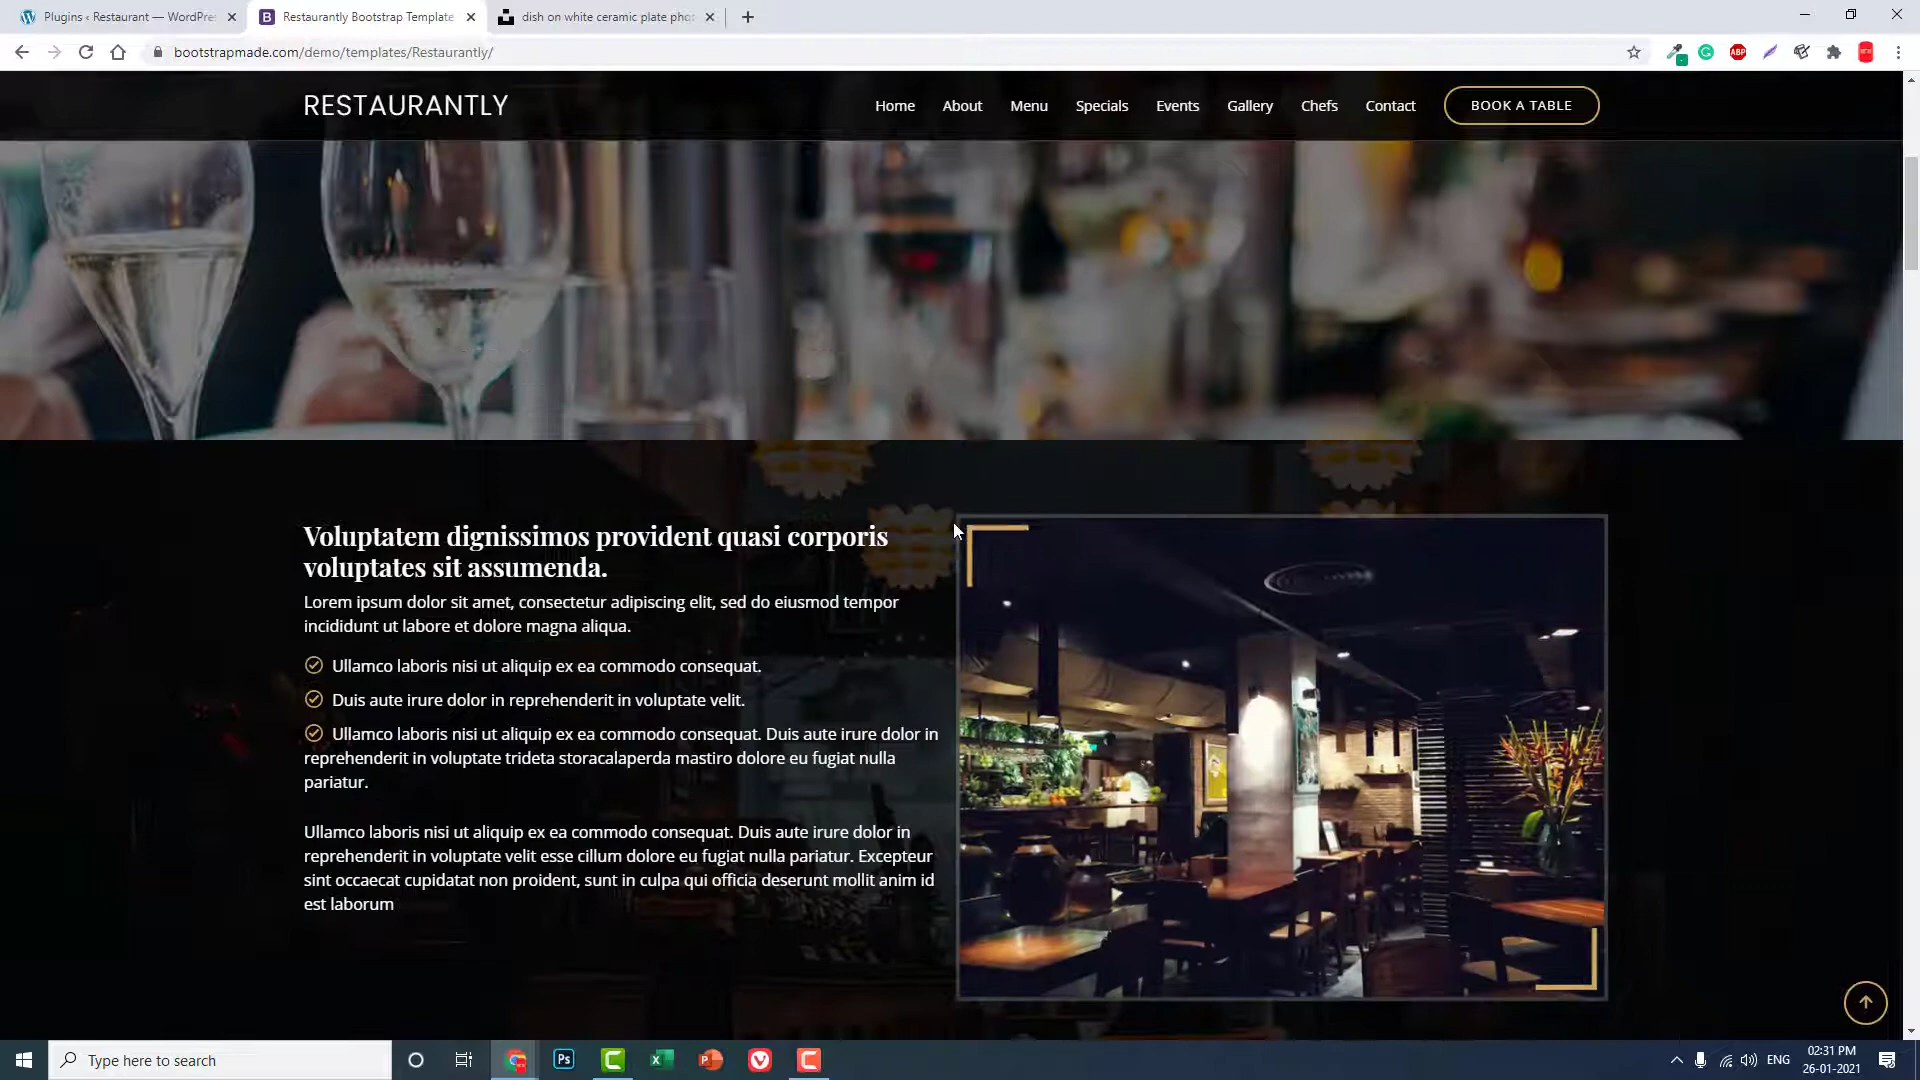 Plugins ‹ Restaurant — WordPre
Restaurantly Bootstrap Template
dish on white ceramic plate phot
bootstrapmade.com/demo/templates/Restaurantly/
ABP
RESTAURANTLY
Home About Menu Specials Events Gallery Chefs Contact BOOK A TABLE
Voluptatem dignissimos provident quasi corporis
voluptates sit assumenda.
Lorem ipsum dolor sit amet, consectetur adipiscing elit, sed do eiusmod tempor
incididunt ut labore et dolore magna aliqua.
Ullamco laboris nisi ut aliquip ex ea commodo consequat.
Duis aute irure dolor in reprehenderit in voluptate velit.
Ullamco laboris nisi ut aliquip ex ea commodo consequat. Duis aute irure dolor in
reprehenderit in voluptate trideta storacalaperda mastiro dolore eu fugiat nulla
pariatur.
Ullamco laboris nisi ut aliquip ex ea commodo consequat. Duis aute irure dolor in
reprehenderit in voluptate velit esse cillum dolore eu fugiat nulla pariatur. Excepteur
sint occaecat cupidatat non proident, sunt in culpa qui officia deserunt mollit anim id
est laborum
Type here to search
Ps
ENG
02:31 PM
26-01-2021